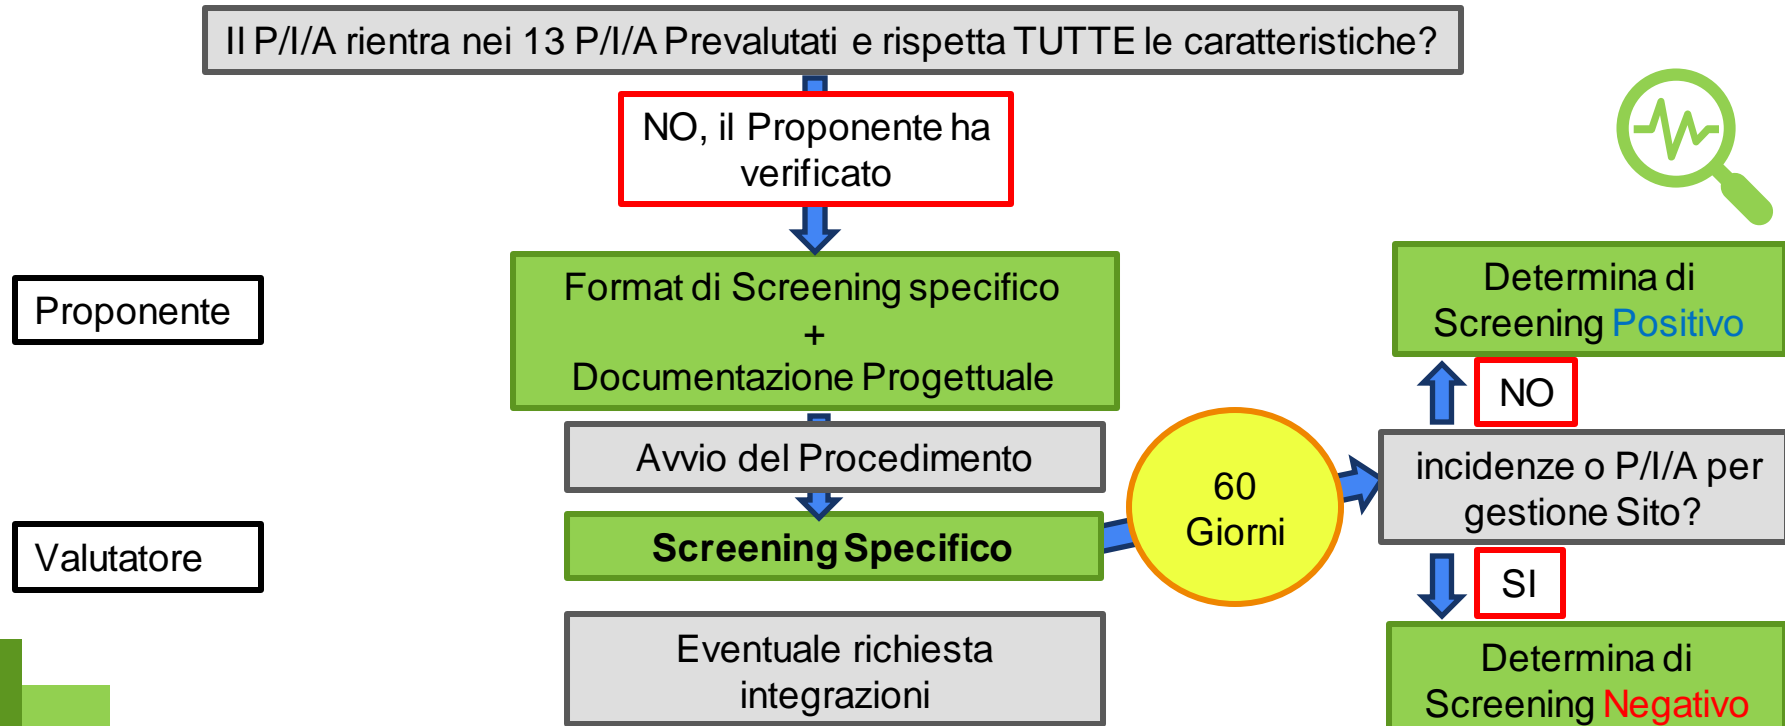 Il P/I/A rientra nei 13 P/I/A Prevalutati e rispetta TUTTE le caratteristiche?
NO, il Proponente ha
verificato
Proponente
Format di Screening specifico
+
Documentazione Progettuale
Determina di
Screening Positivo
NO
Avvio del Procedimento
60
Giorni
incidenze o P/I/A per
gestione Sito?
Valutatore
Screening Specifico
SI
Eventuale richiesta
integrazioni
Determina di
Screening Negativo